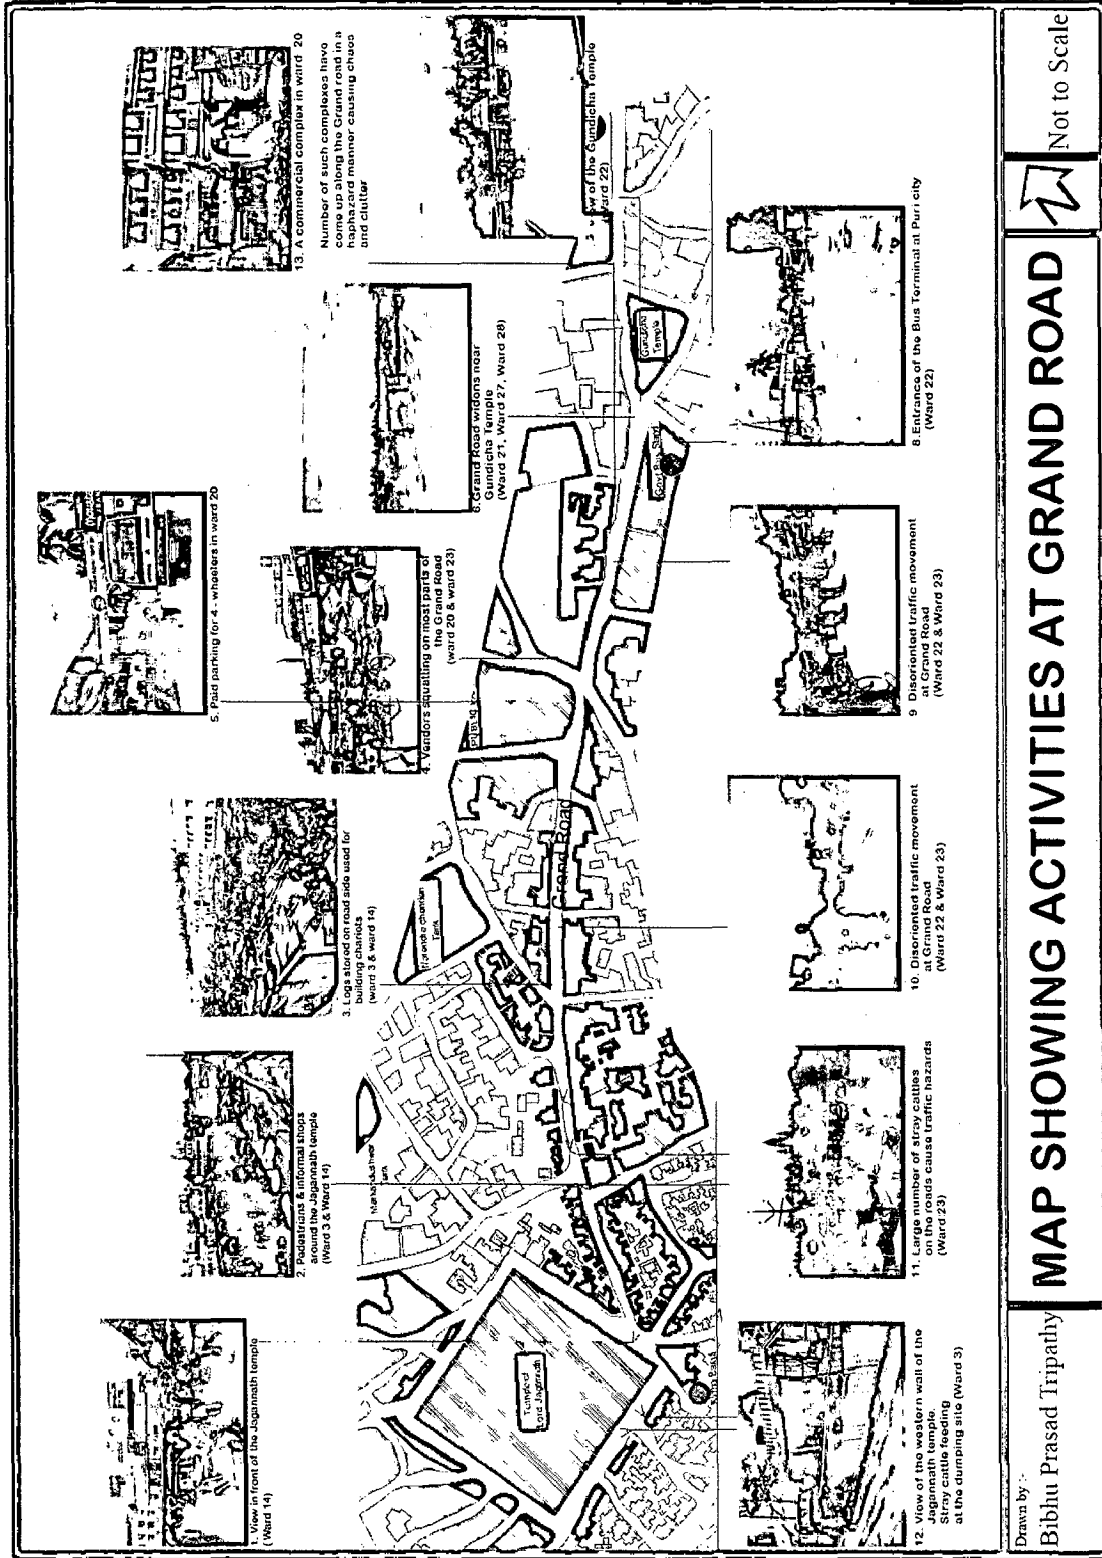 13. A commercial complex in ward 20
Number of such complexes have
come up along the Grand road in a
haphazard manner causing chaos
and clutter
view of the Gundicha Temple
Ward 22)
6. Grand Road widens near
Gundicha Temple
(Ward 21, Ward 27, Ward 28)
5. Paid parking for 4. wheelers in ward 20
4. Vendors squatting on most parts of
the Grand Road
(ward 20 & ward 23)
3. Logs stored on road side used for
building chariots
(ward 3 & ward 14)
2. Pedestrians & informal shops
around the Jagannath temple
(Ward 3 & Ward 14)
1. View in front of the Jagannath temple
(Ward 14)
Temple of
Lord Jagannath
Tank
Tank
Grand Road
Gundicha
Temple
Govt Bus Stand
8. Entrance of the Bus Terminal at Puri city
(Ward 22)
9 Disoriented traffic movement
at Grand Road
(Ward 22 & Ward 23)
10. Disoriented traffic movement
at Grand Road
(Ward 22 & Ward 23)
11. Large number of stray cattles
on the roads cause traffic hazards
(Ward 23)
12. View of the western wall of the
Jagannath temple.
Stray cattle feeding
at the dumping site (Ward 3)
Drawn by :-
Bibhu Prasad Tripathy
MAP SHOWING ACTIVITIES AT GRAND ROAD
Not to Scale